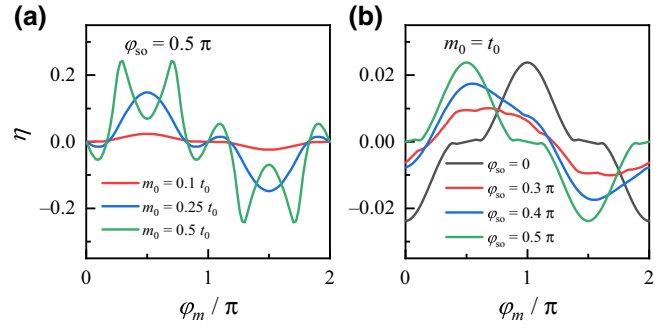 (a)
φso = 0.5 π
η
0.2
0.0
−0.2
m0 = 0.1 t0
m0 = 0.25 t0
m0 = 0.5 t0
0 1 2
φm / π
(b)
m0 = t0
0.02
0.00
−0.02
φso = 0
φso = 0.3 π
φso = 0.4 π
φso = 0.5 π
0 1 2
φm / π